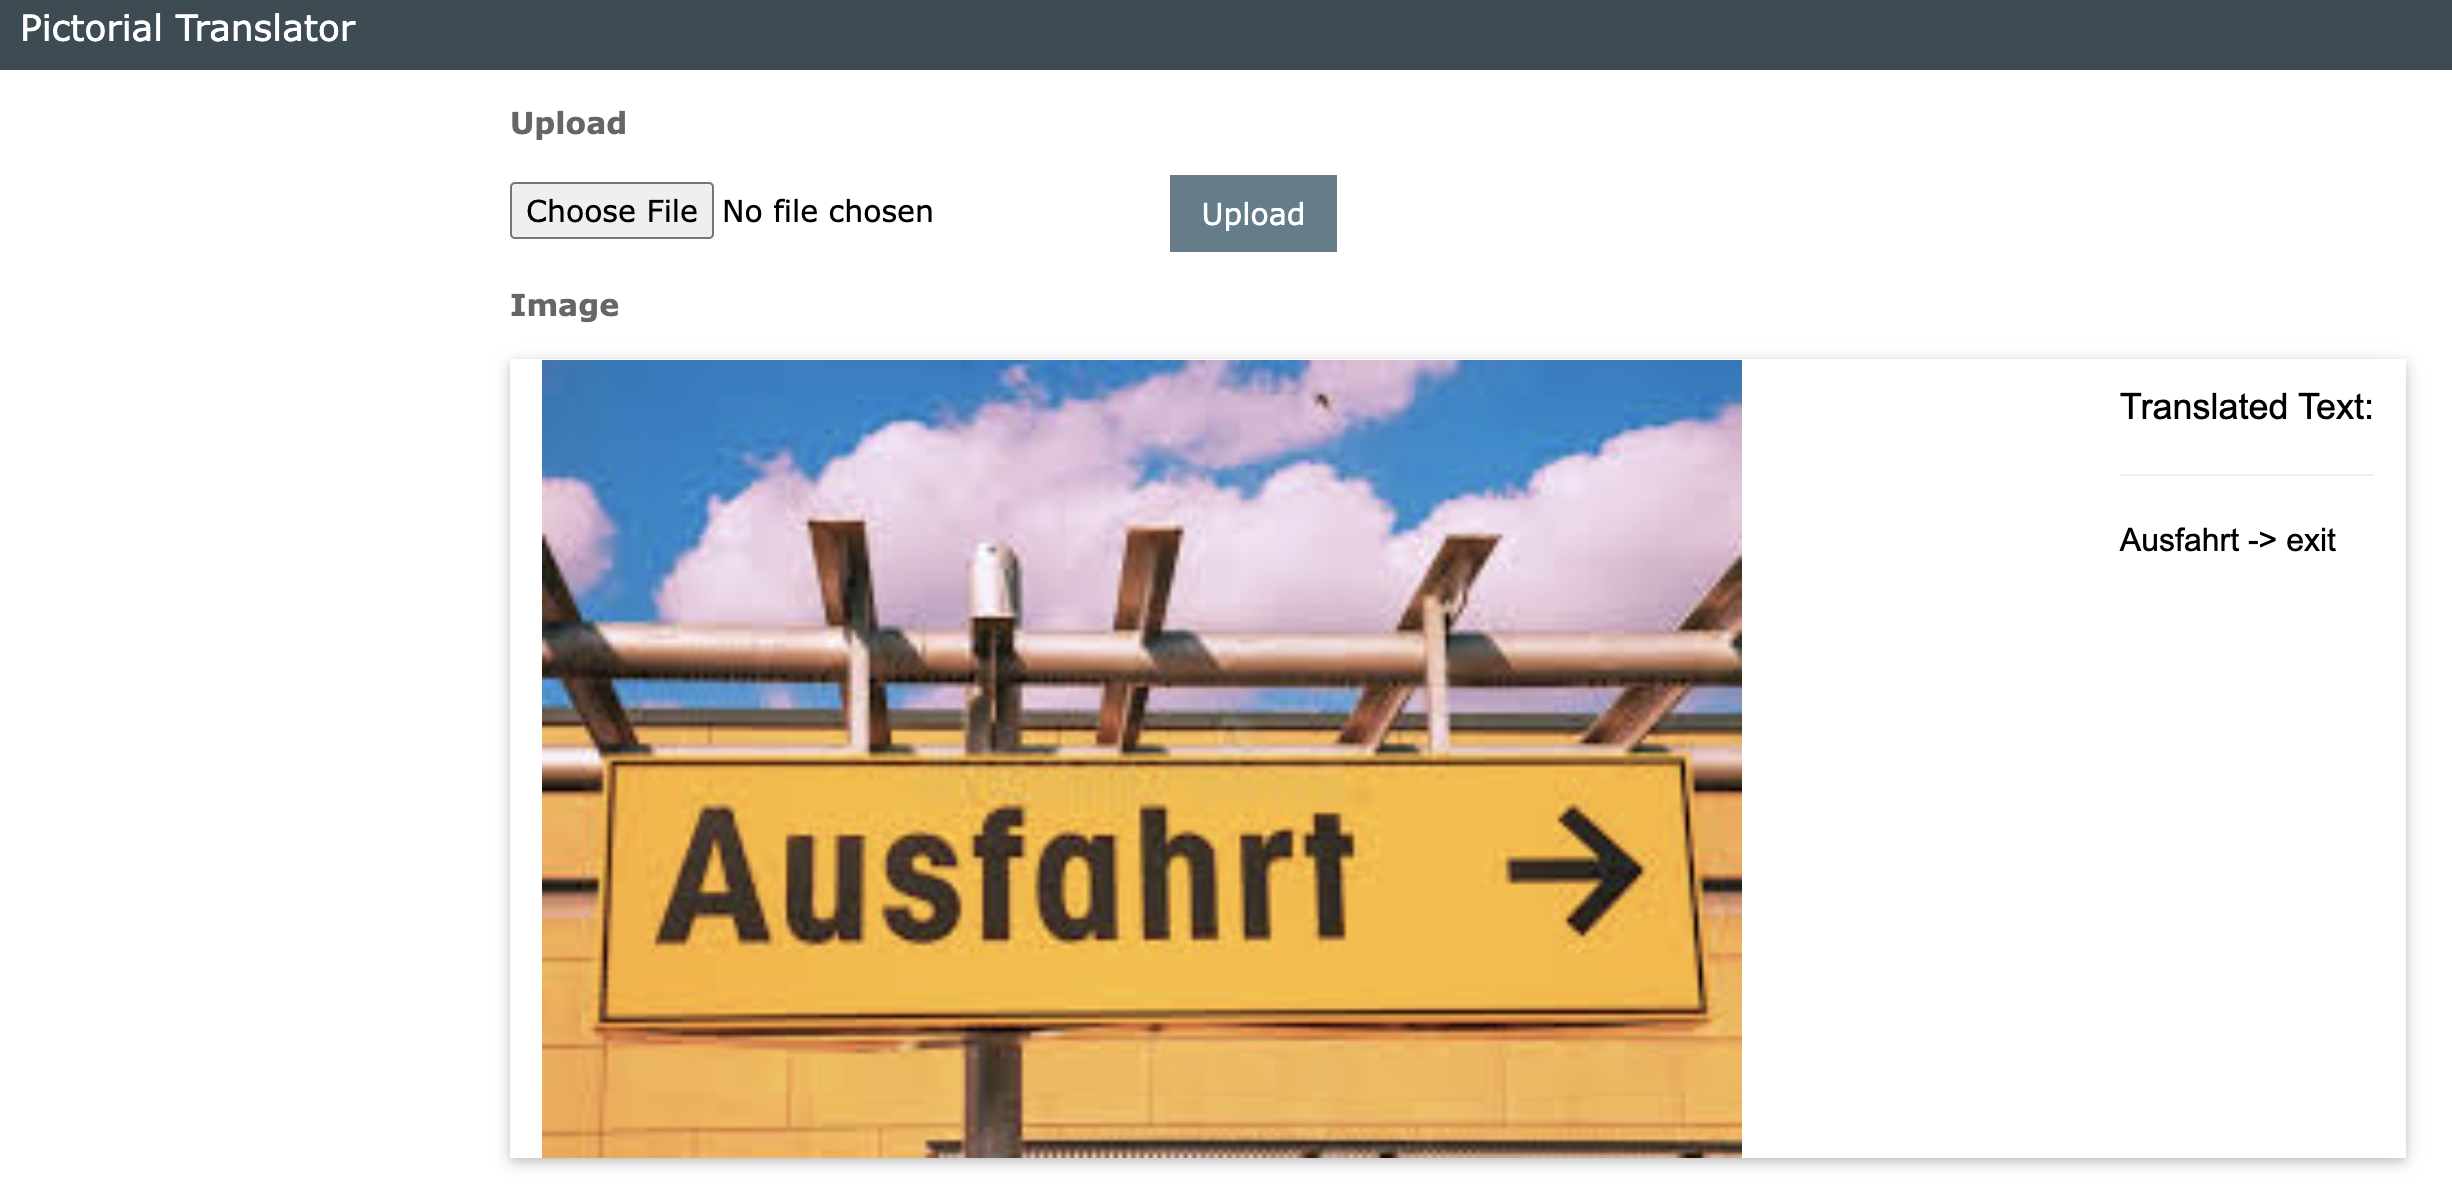 Pictorial Translator
Upload
Choose File No file chosen
Upload
Image
Translated Text:
Ausfahrt -> exit
Ausfahrt →